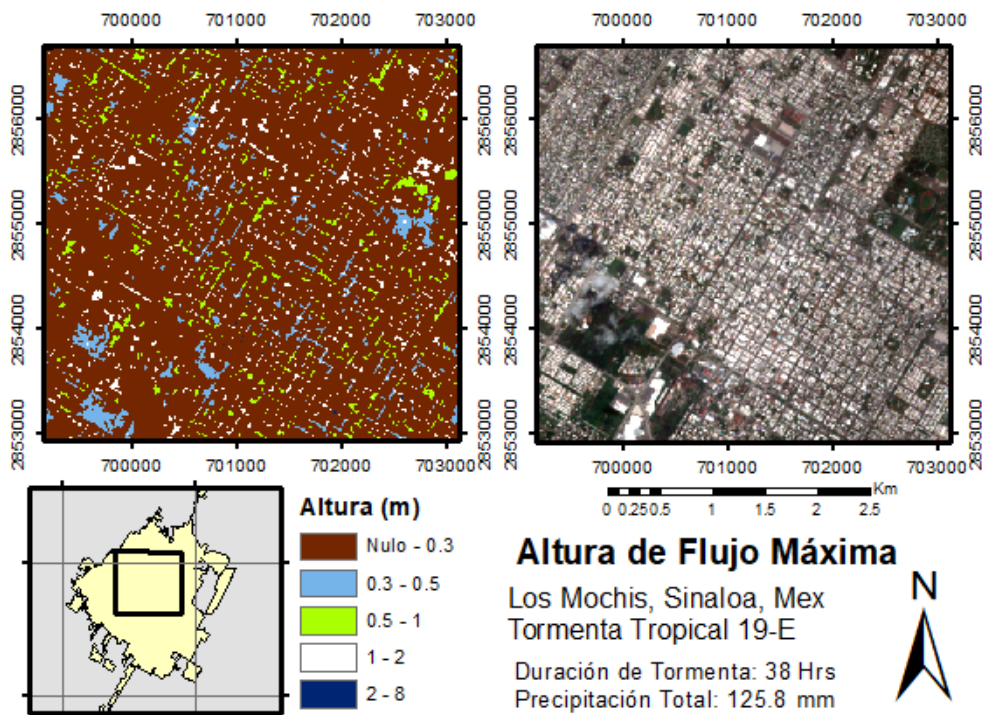 700000 701000 702000 703000
700000 701000 702000 703000
2856000 2856000 2856000 2856000
2855000 2855000 2855000 2855000
2854000 2854000 2854000 2854000
2853000 2853000 2853000 2853000
700000 701000 702000 703000
700000 701000 702000 703000
Km
0 0.25 0.5 1 1.5 2 2.5
Altura (m)
Nulo - 0.3
0.3 - 0.5
0.5 - 1
1 - 2
2 - 8
Altura de Flujo Máxima
Los Mochis, Sinaloa, Mex
Tormenta Tropical 19-E
Duración de Tormenta: 38 Hrs
Precipitación Total: 125.8 mm
N